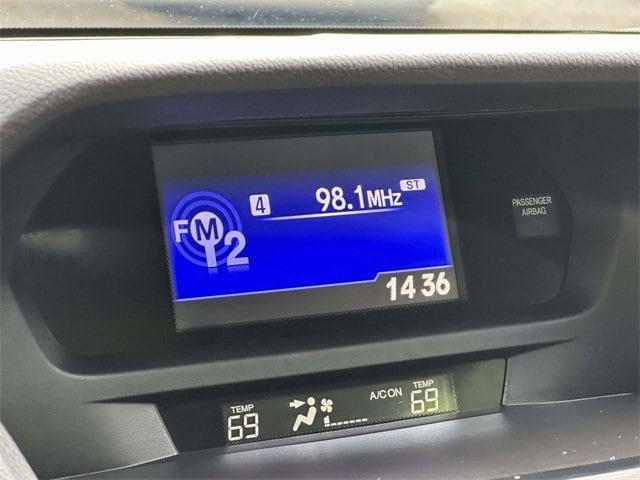 4 98.1MHz ST
FM
2
PASSENGER
AIRBAG
14 36
TEMP
69
A/C ON
TEMP
69